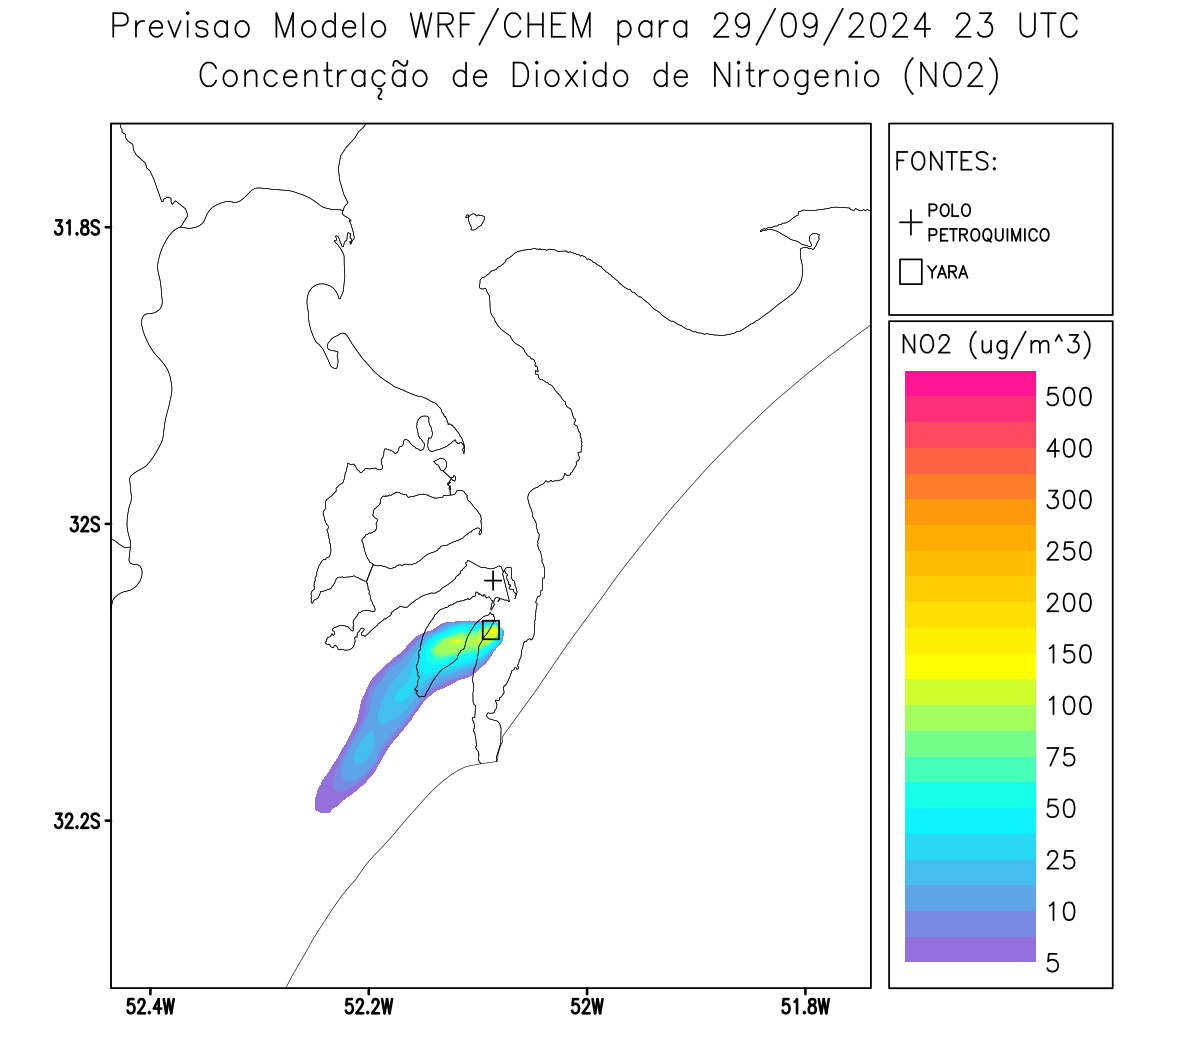 Previsao Modelo WRF/CHEM para 29/09/2024 23 UTC
Concentração de Dioxido de Nitrogenio (NO2)
FONTES:
POLO
PETROQUIMICO
YARA
31.8S
32S
32.2S
52.4W
52.2W
52W
51.8W
NO2 (ug/m^3)
500
400
300
250
200
150
100
75
50
25
10
5